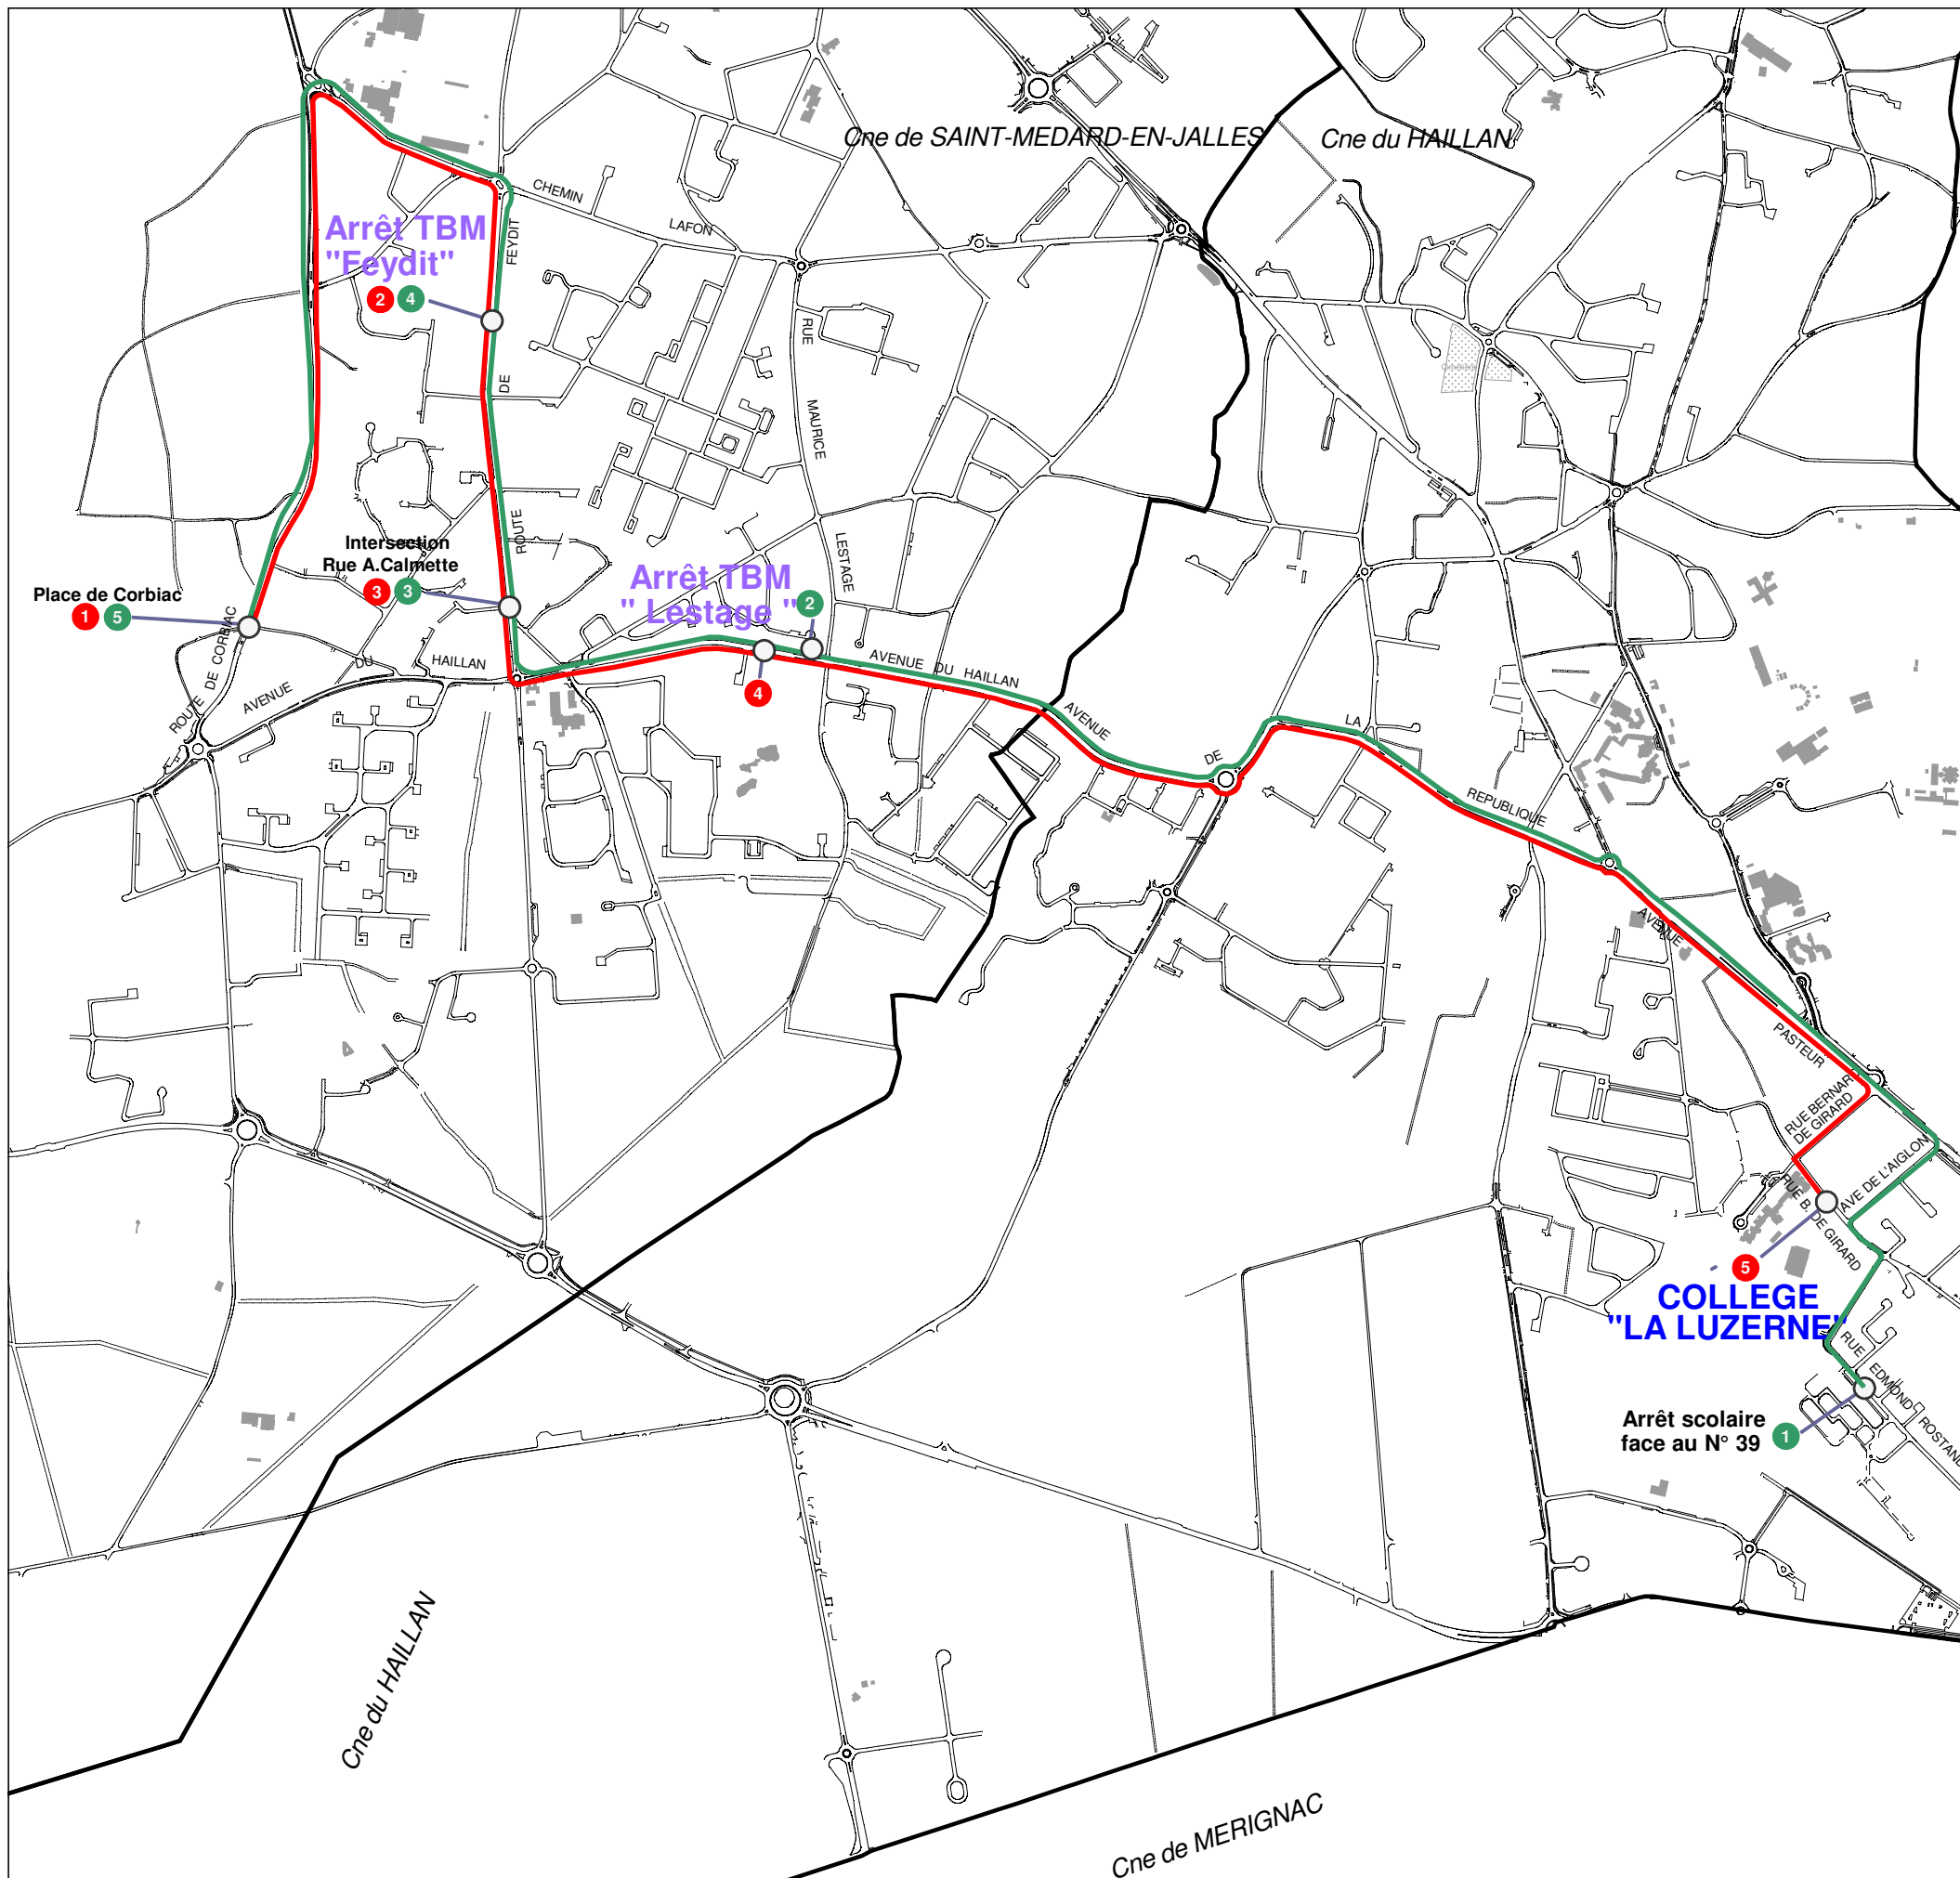 Cne de SAINT-MEDARD-EN-JALLES
Cne du HAILLAN
CHEMIN
LAFON
Arrêt TBM
"Feydit"
2 4
FEYDIT
DE
ROUTE
RUE
MAURICE
LESTAGE
Intersection
Rue A.Calmette
3 3
Place de Corbiac
1 5
Arrêt TBM
" Lestage "
2
4
ROUTE DE CORBIAC
AVENUE
DU
HAILLAN
AVENUE DU HAILLAN
AVENUE
DE
LA
REPUBLIQUE
AVENUE
PASTEUR
RUE BERNAR
DE GIRARD
AVE DE L'AIGLON
RUE B. DE GIRARD
5
COLLEGE
"LA LUZERNE"
RUE
EDMOND
ROSTAND
Arrêt scolaire
face au N° 39
1
Cne du HAILLAN
Cne de MERIGNAC